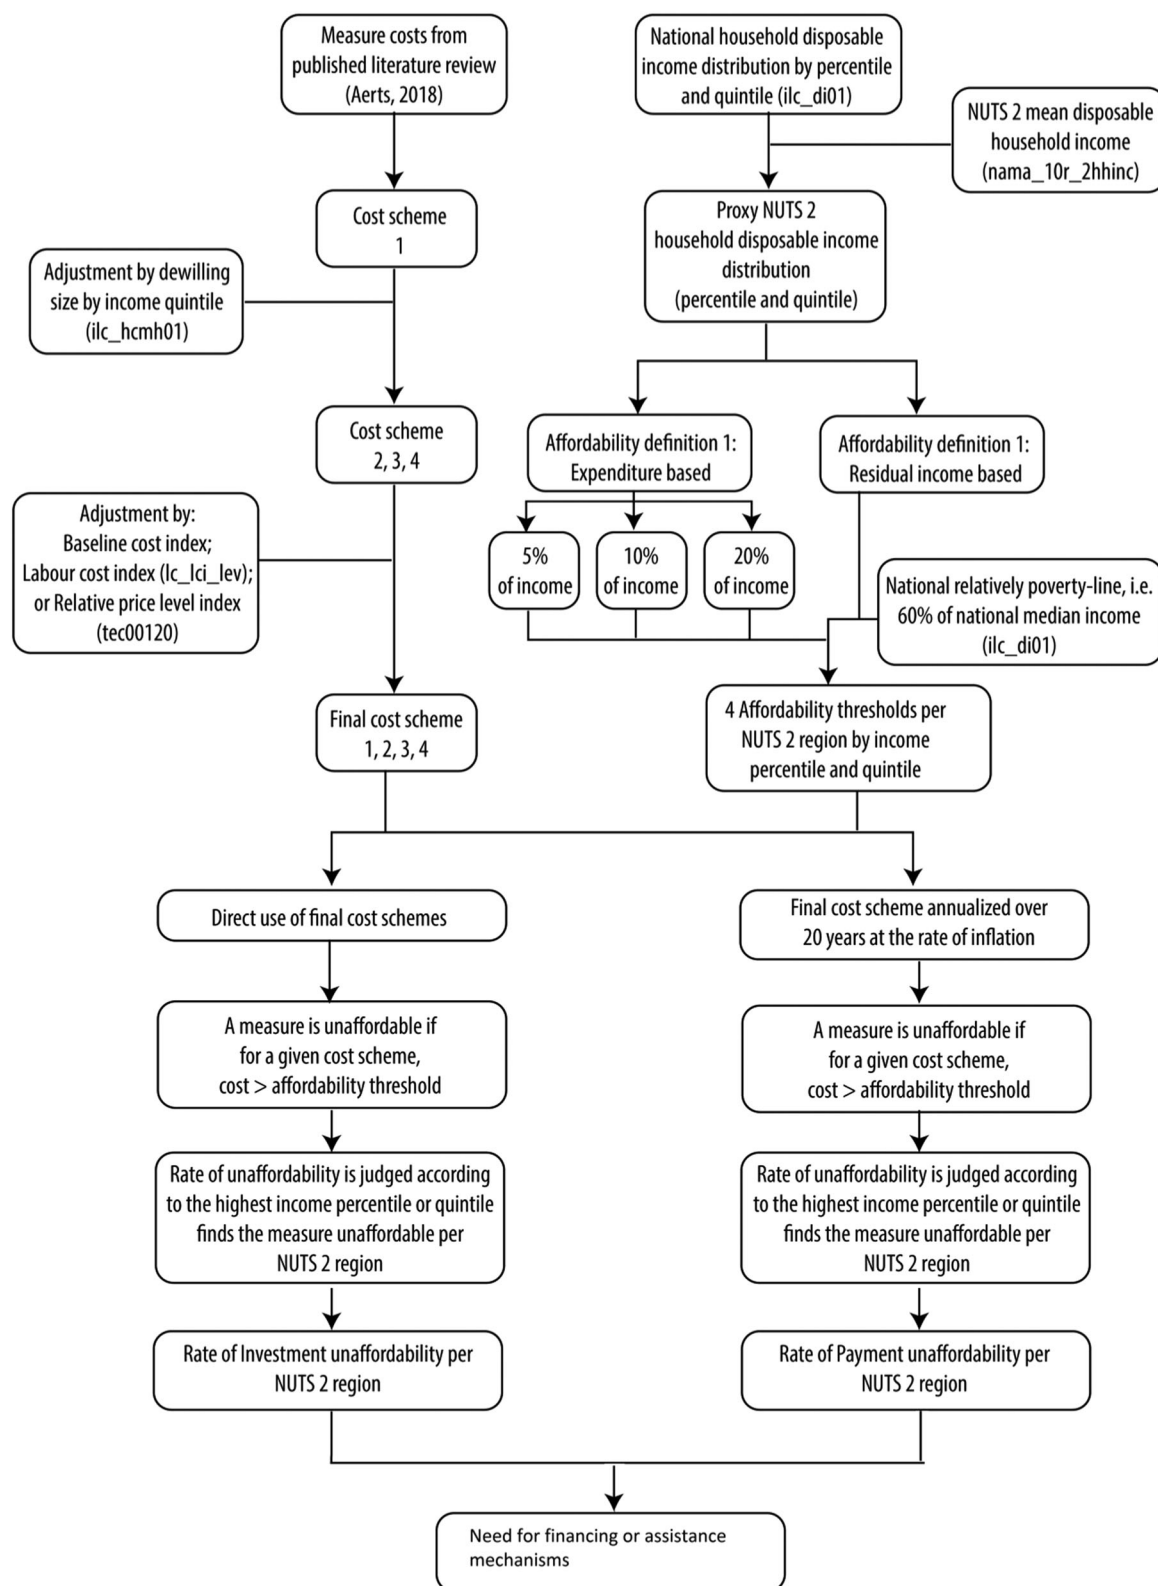 Measure costs from
published literature review
(Aerts, 2018)
National household disposable
income distribution by percentile
and quintile (ilc_di01)
NUTS 2 mean disposable
household income
(nama_10r_2hhinc)
Cost scheme
1
Proxy NUTS 2
household disposable income
distribution
(percentile and quintile)
Adjustment by dewilling
size by income quintile
(ilc_hcmh01)
Cost scheme
2, 3, 4
Affordability definition 1:
Expenditure based
Affordability definition 1:
Residual income based
Adjustment by:
Baseline cost index;
Labour cost index (lc_lci_lev);
or Relative price level index
(tec00120)
5%
of income
10%
of income
20%
of income
National relatively poverty-line, i.e.
60% of national median income
(ilc_di01)
Final cost scheme
1, 2, 3, 4
4 Affordability thresholds per
NUTS 2 region by income
percentile and quintile
Direct use of final cost schemes
Final cost scheme annualized over
20 years at the rate of inflation
A measure is unaffordable if
for a given cost scheme,
cost > affordability threshold
A measure is unaffordable if
for a given cost scheme,
cost > affordability threshold
Rate of unaffordability is judged according
to the highest income percentile or quintile
finds the measure unaffordable per
NUTS 2 region
Rate of unaffordability is judged according
to the highest income percentile or quintile
finds the measure unaffordable per
NUTS 2 region
Rate of Investment unaffordability per
NUTS 2 region
Rate of Payment unaffordability per
NUTS 2 region
Need for financing or assistance
mechanisms